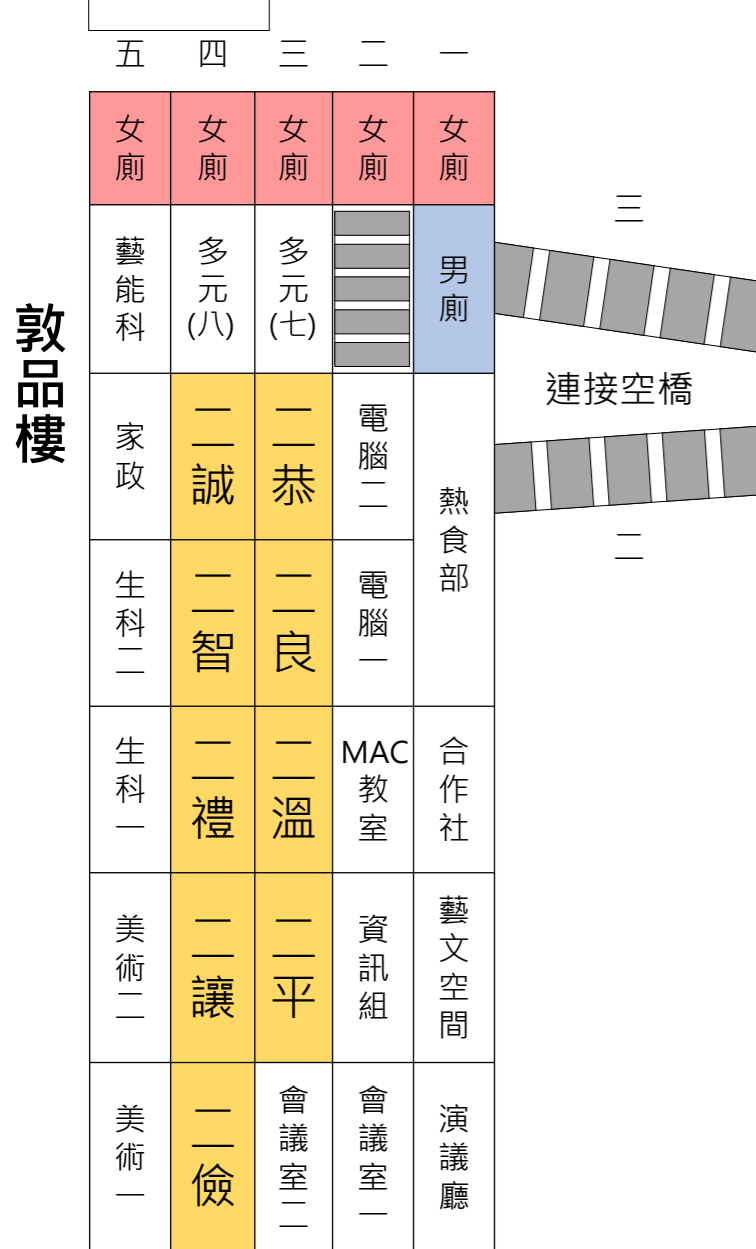 五 四 三 二 一
女廁 女廁 女廁 女廁 女廁
三
藝能科 多元(八) 多元(七) 男廁
敦品樓
連接空橋
家政 二誠 二恭 電腦二 熱食部
二
生科二 二智 二良 電腦一
生科一 二禮 二溫 MAC教室 合作社
美術二 二讓 二平 資訊組 藝文空間
美術一 二儉 會議室二 會議室一 演議廳